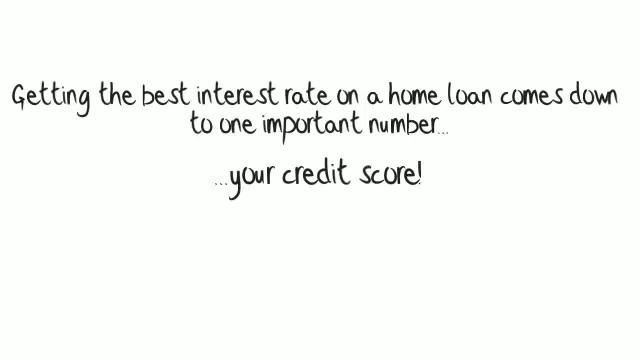 Getting the best interest rate on a home loan comes down
to one important number...
...your credit score!